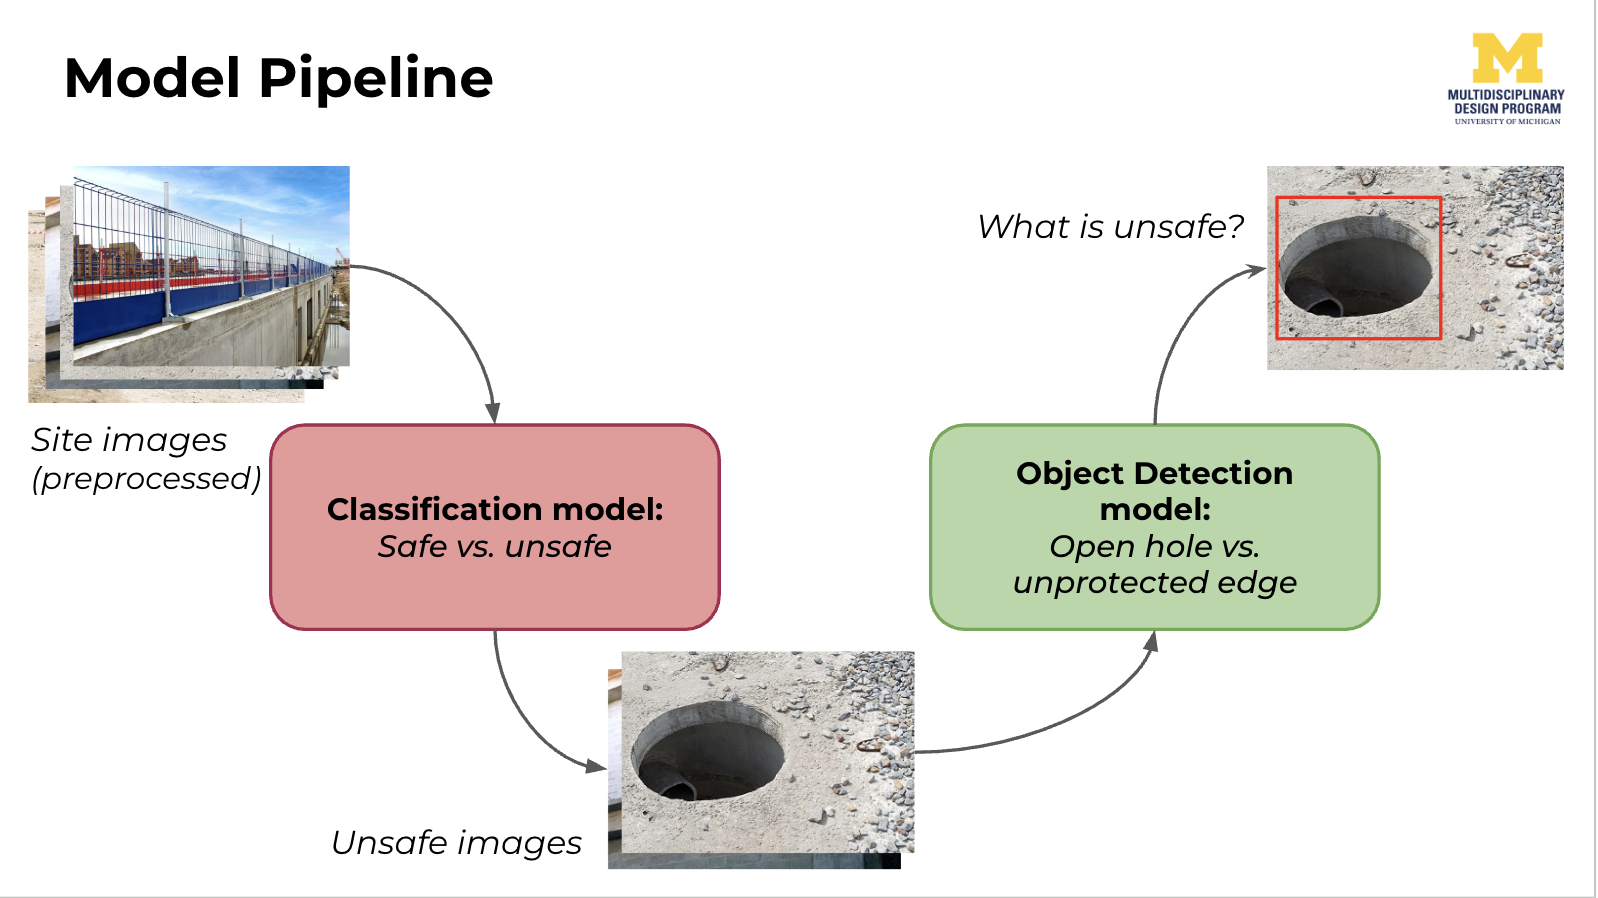 Model Pipeline
M
MULTIDISCIPLINARY
DESIGN PROGRAM
UNIVERSITY OF MICHIGAN
What is unsafe?
Site images
(preprocessed)
Classification model:
Safe vs. unsafe
Object Detection
model:
Open hole vs.
unprotected edge
Unsafe images